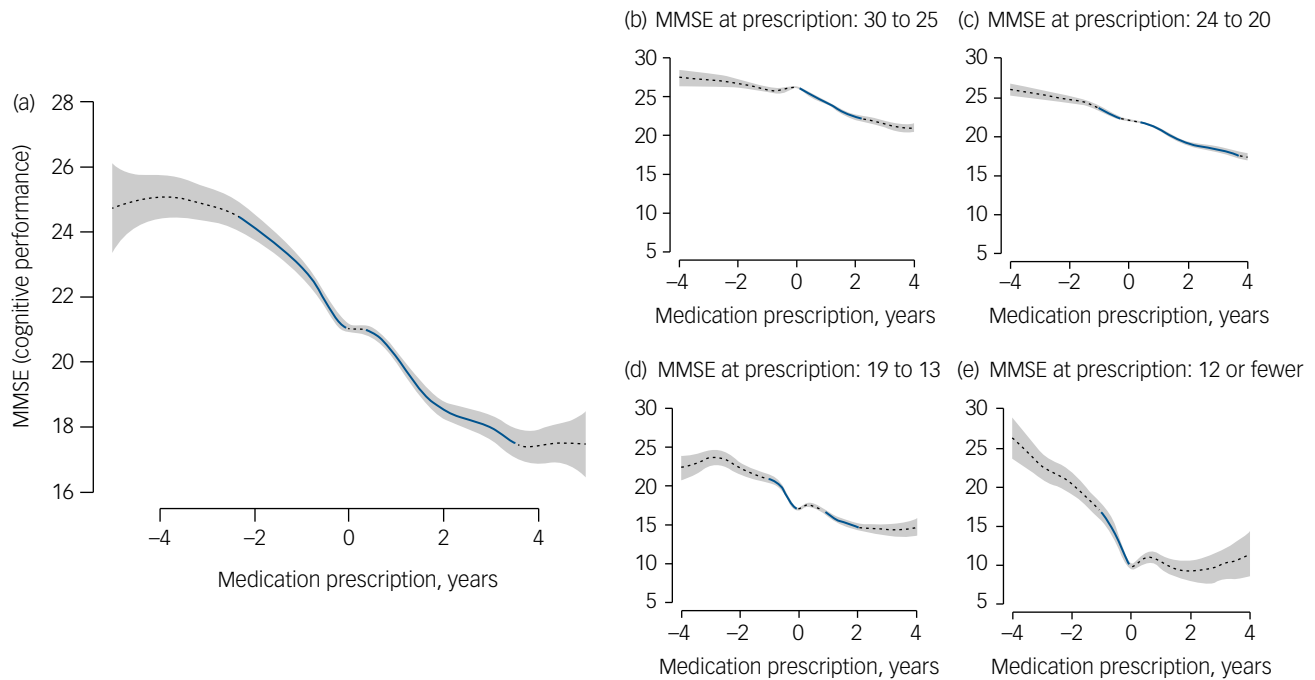 (a)
MMSE (cognitive performance)
28
26
24
22
20
18
16
–4 –2 0 2 4
Medication prescription, years
(b) MMSE at prescription: 30 to 25
30
25
20
15
10
5
–4 –2 0 2 4
Medication prescription, years
(c) MMSE at prescription: 24 to 20
30
25
20
15
10
5
–4 –2 0 2 4
Medication prescription, years
(d) MMSE at prescription: 19 to 13
30
25
20
15
10
5
–4 –2 0 2 4
Medication prescription, years
(e) MMSE at prescription: 12 or fewer
30
25
20
15
10
5
–4 –2 0 2 4
Medication prescription, years